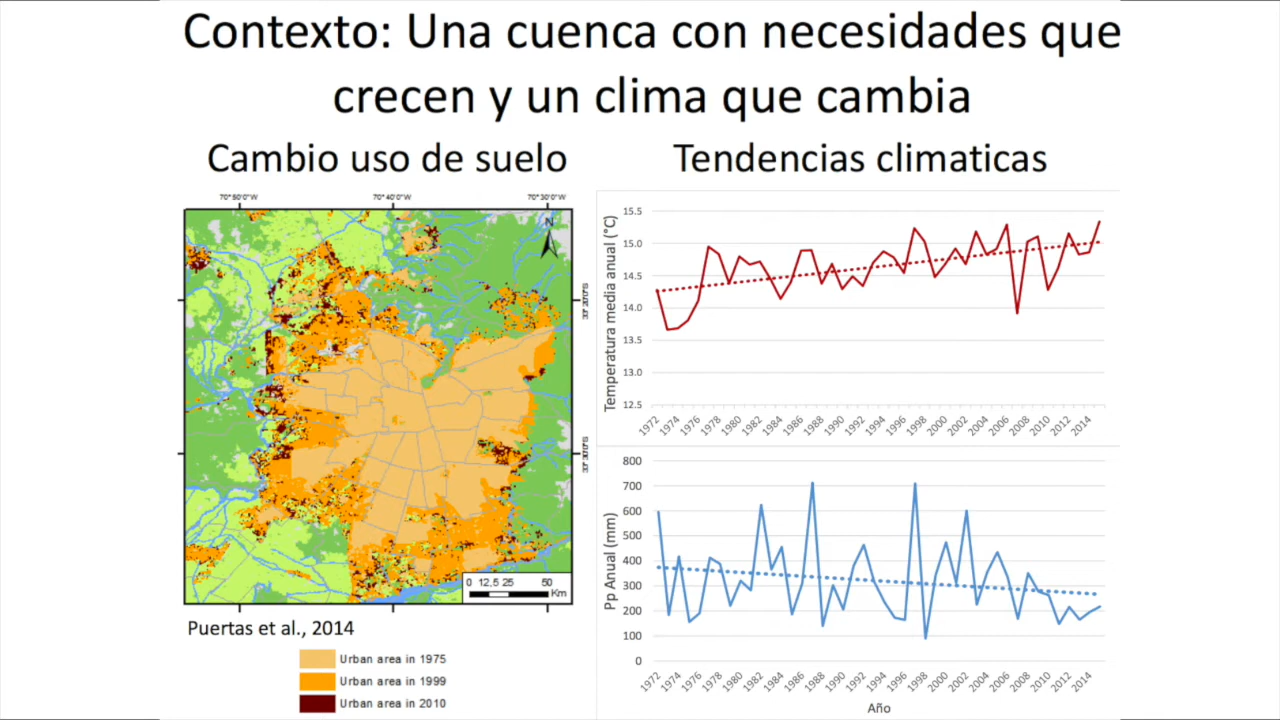 Contexto: Una cuenca con necesidades que
crecen y un clima que cambia
Cambio uso de suelo
Tendencias climaticas
70°50'0"W
70°40'0"W
70°30'0"W
N
33°20'0"S
33°30'0"S
0 12,5 25 50
Km
Puertas et al., 2014
Urban area in 1975
Urban area in 1999
Urban area in 2010
Temperatura media anual (°C)
15.5
15.0
14.5
14.0
13.5
13.0
12.5
1972 1974 1976 1978 1980 1982 1984 1986 1988 1990 1992 1994 1996 1998 2000 2002 2004 2006 2008 2010 2012 2014
Pp Anual (mm)
800
700
600
500
400
300
200
100
0
1972 1974 1976 1978 1980 1982 1984 1986 1988 1990 1992 1994 1996 1998 2000 2002 2004 2006 2008 2010 2012 2014
Año